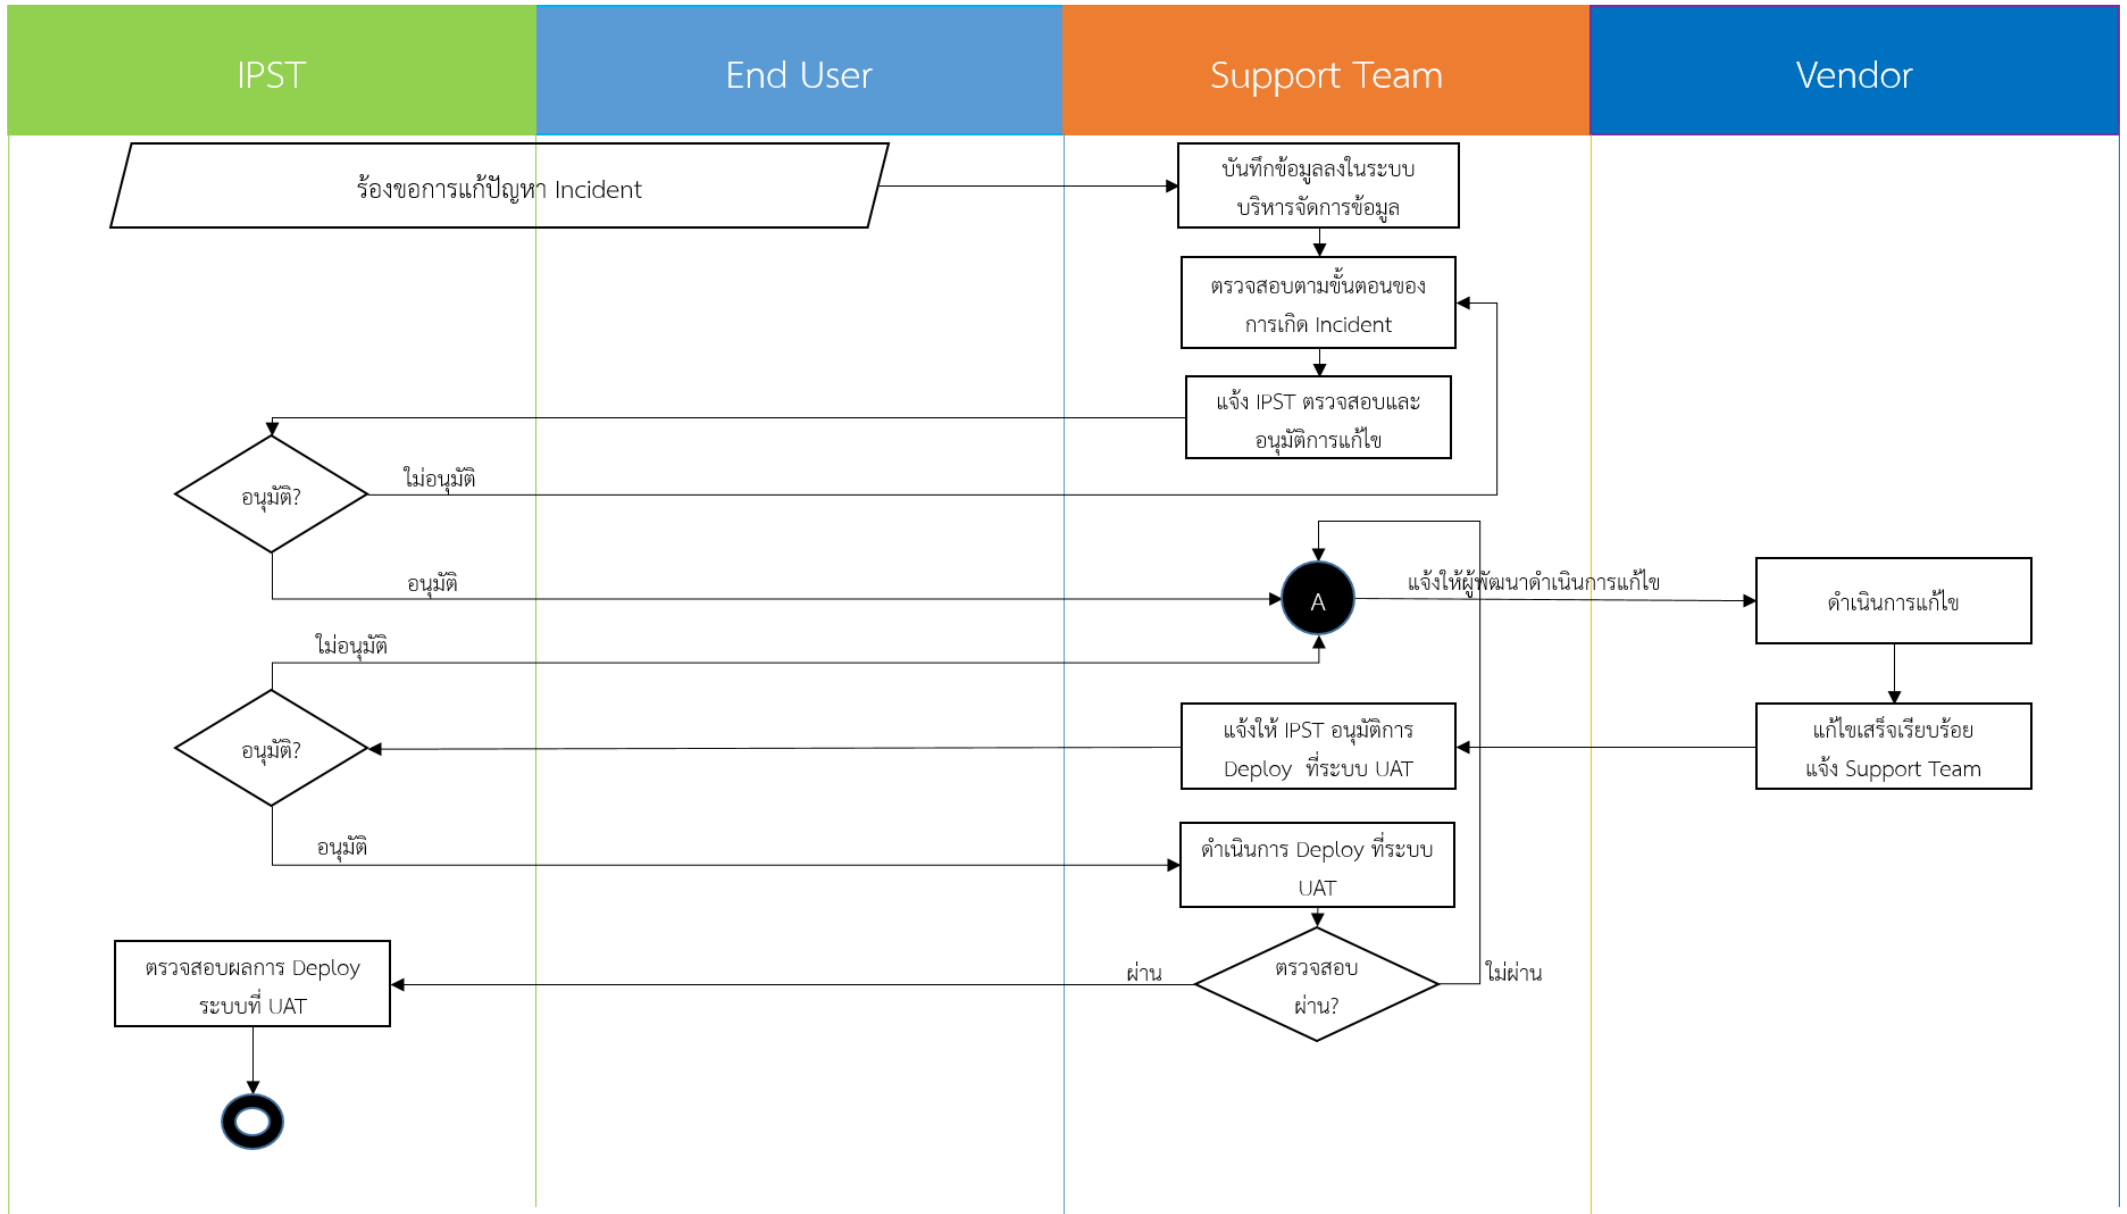 IPST
End User
Support Team
Vendor
ร้องขอการแก้ปัญหา Incident
บันทึกข้อมูลลงในระบบ
บริหารจัดการข้อมูล
ตรวจสอบตามขั้นตอนของ
การเกิด Incident
แจ้ง IPST ตรวจสอบและ
อนุมัติการแก้ไข
อนุมัติ?
ไม่อนุมัติ
อนุมัติ
A
แจ้งให้ผู้พัฒนาดำเนินการแก้ไข
ดำเนินการแก้ไข
ไม่อนุมัติ
อนุมัติ?
แจ้งให้ IPST อนุมัติการ
Deploy ที่ระบบ UAT
แก้ไขเสร็จเรียบร้อย
แจ้ง Support Team
อนุมัติ
ดำเนินการ Deploy ที่ระบบ
UAT
ตรวจสอบผลการ Deploy
ระบบที่ UAT
ผ่าน
ตรวจสอบ
ผ่าน?
ไม่ผ่าน